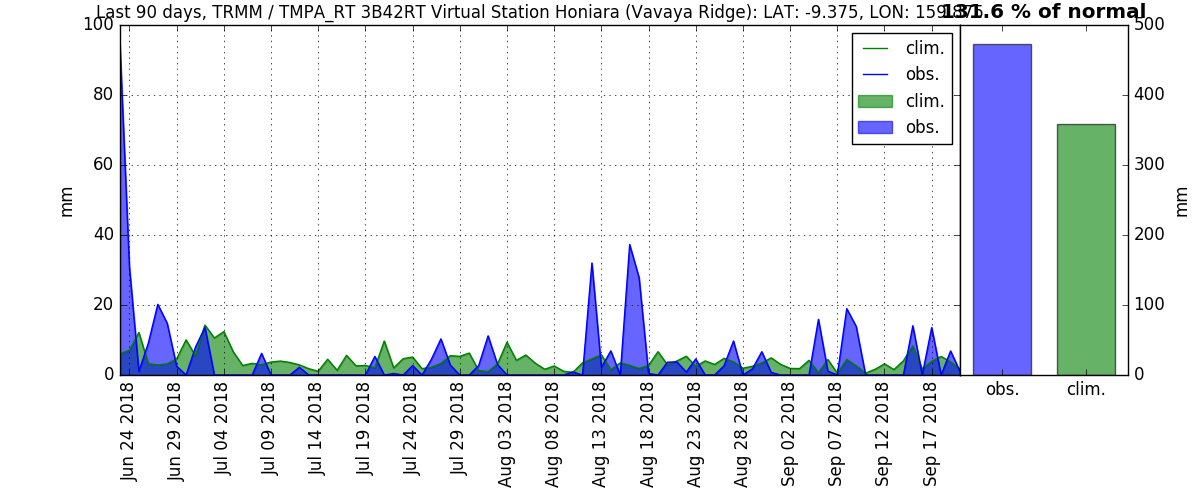 Last 90 days, TRMM / TMPA_RT 3B42RT Virtual Station Honiara (Vavaya Ridge): LAT: -9.375, LON:
131.6 % of normal
100
80
60
40
20
0
mm
clim.
obs.
clim.
obs.
500
400
300
200
100
0
mm
Jun 24 2018
Jun 29 2018
Jul 04 2018
Jul 09 2018
Jul 14 2018
Jul 19 2018
Jul 24 2018
Jul 29 2018
Aug 03 2018
Aug 08 2018
Aug 13 2018
Aug 18 2018
Aug 23 2018
Aug 28 2018
Sep 02 2018
Sep 07 2018
Sep 12 2018
Sep 17 2018
obs.
clim.